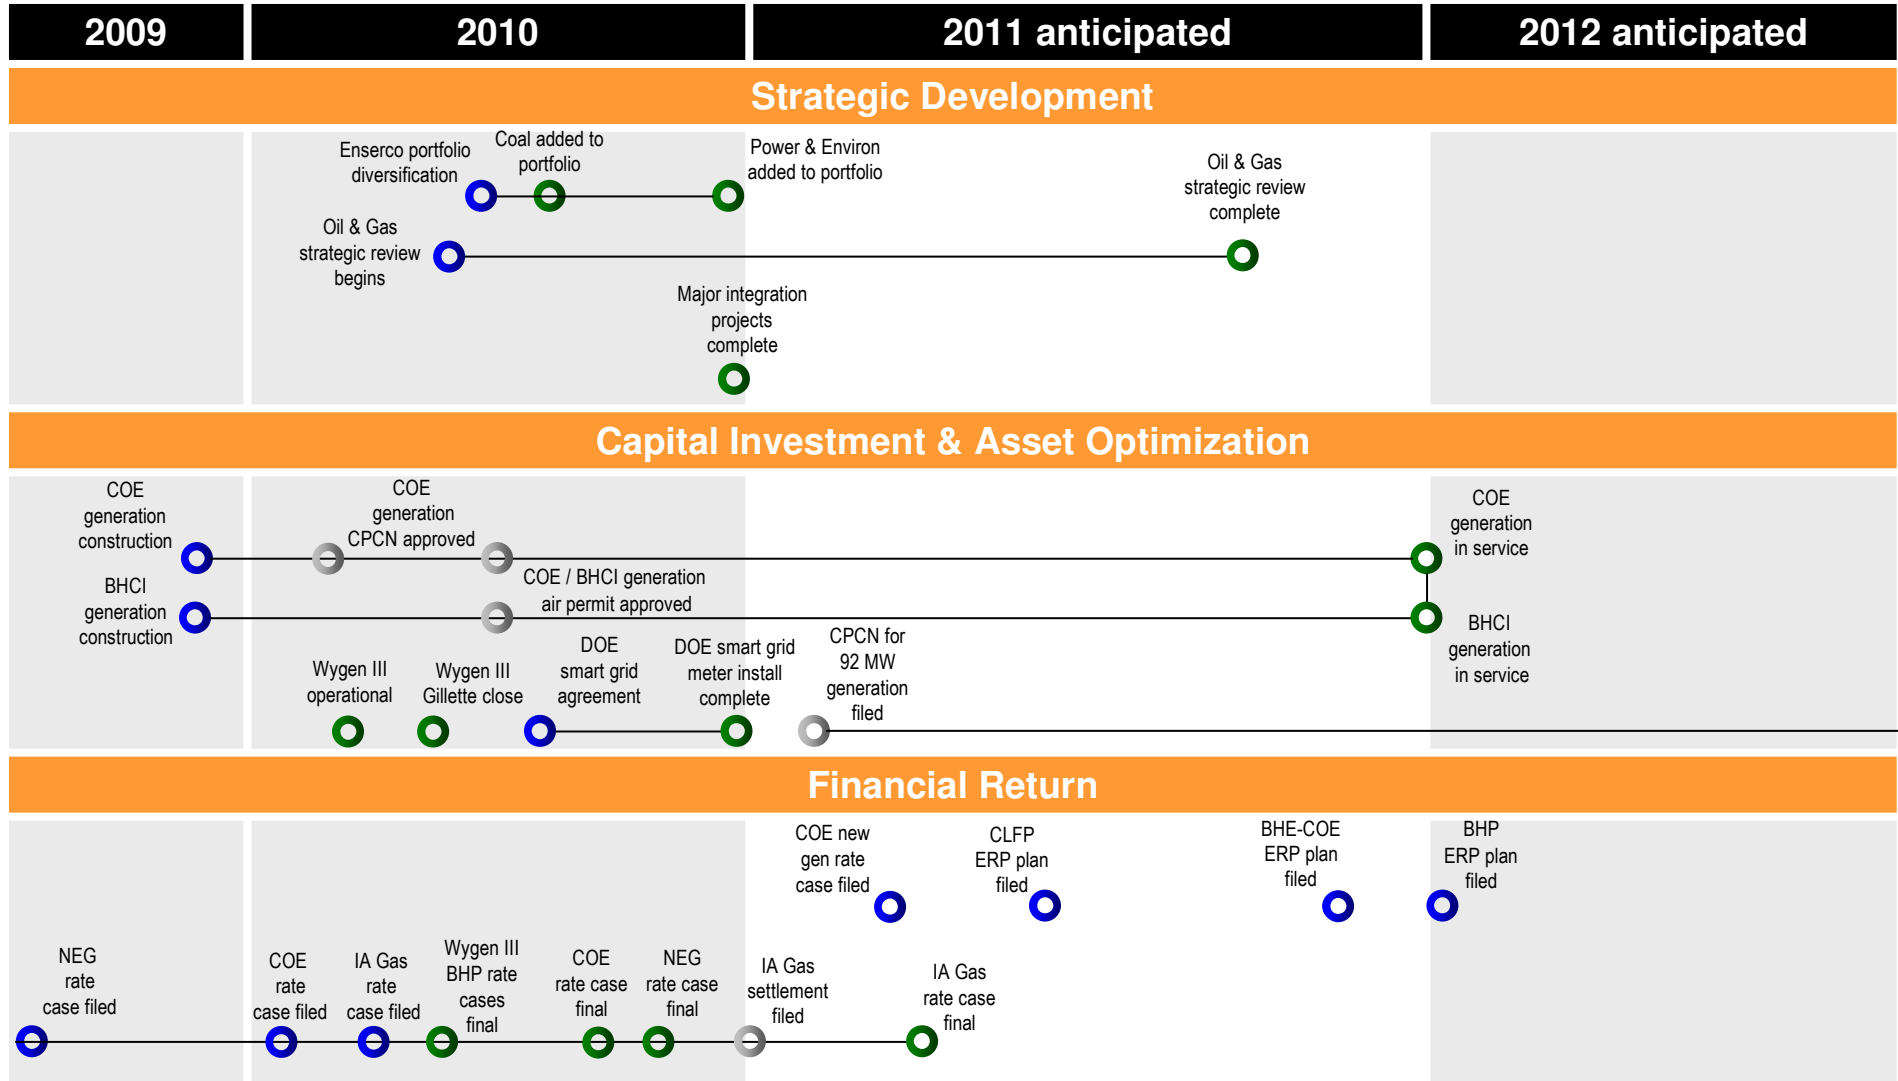 2009
2010
2011 anticipated
2012 anticipated
Strategic Development
Enserco portfolio
diversification
Coal added to
portfolio
Power & Environ
added to portfolio
Oil & Gas
strategic review
complete
Oil & Gas
strategic review
begins
Major integration
projects
complete
Capital Investment & Asset Optimization
COE
generation
construction
COE
generation
CPCN approved
COE
generation
in service
BHCI
generation
construction
COE / BHCI generation
air permit approved
BHCI
generation
in service
Wygen III
operational
Wygen III
Gillette close
DOE
smart grid
agreement
DOE smart grid
meter install
complete
CPCN for
92 MW
generation
filed
Financial Return
COE new
gen rate
case filed
CLFP
ERP plan
filed
BHE-COE
ERP plan
filed
BHP
ERP plan
filed
NEG
rate
case filed
COE
rate
case filed
IA Gas
rate
case filed
Wygen III
BHP rate
cases
final
COE
rate case
final
NEG
rate case
final
IA Gas
settlement
filed
IA Gas
rate case
final